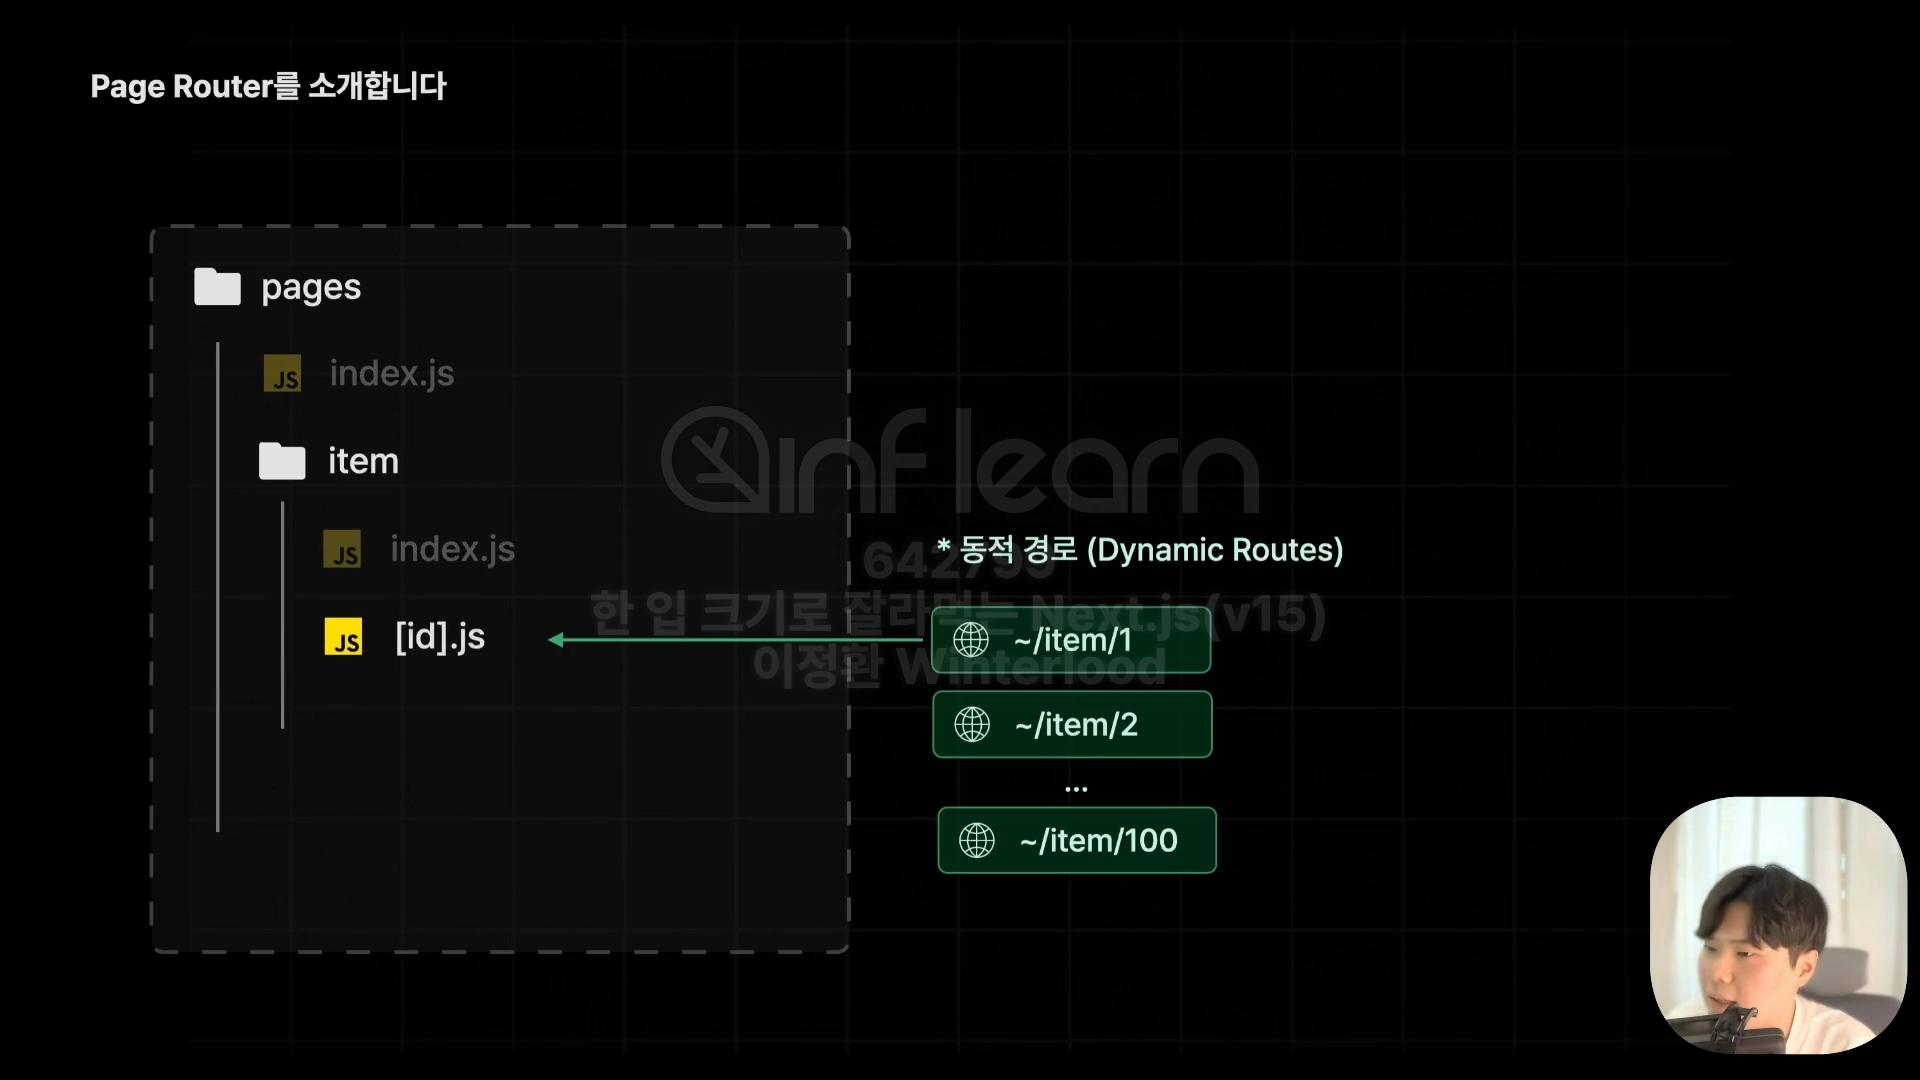 Page Router를 소개합니다
pages
JS index.js
item
JS index.js
JS [id].js
inflearn
642799
한 입 크기로 잘라먹는 Next.js(v15)
이정환 Winterlood
* 동적 경로 (Dynamic Routes)
~/item/1
~/item/2
...
~/item/100